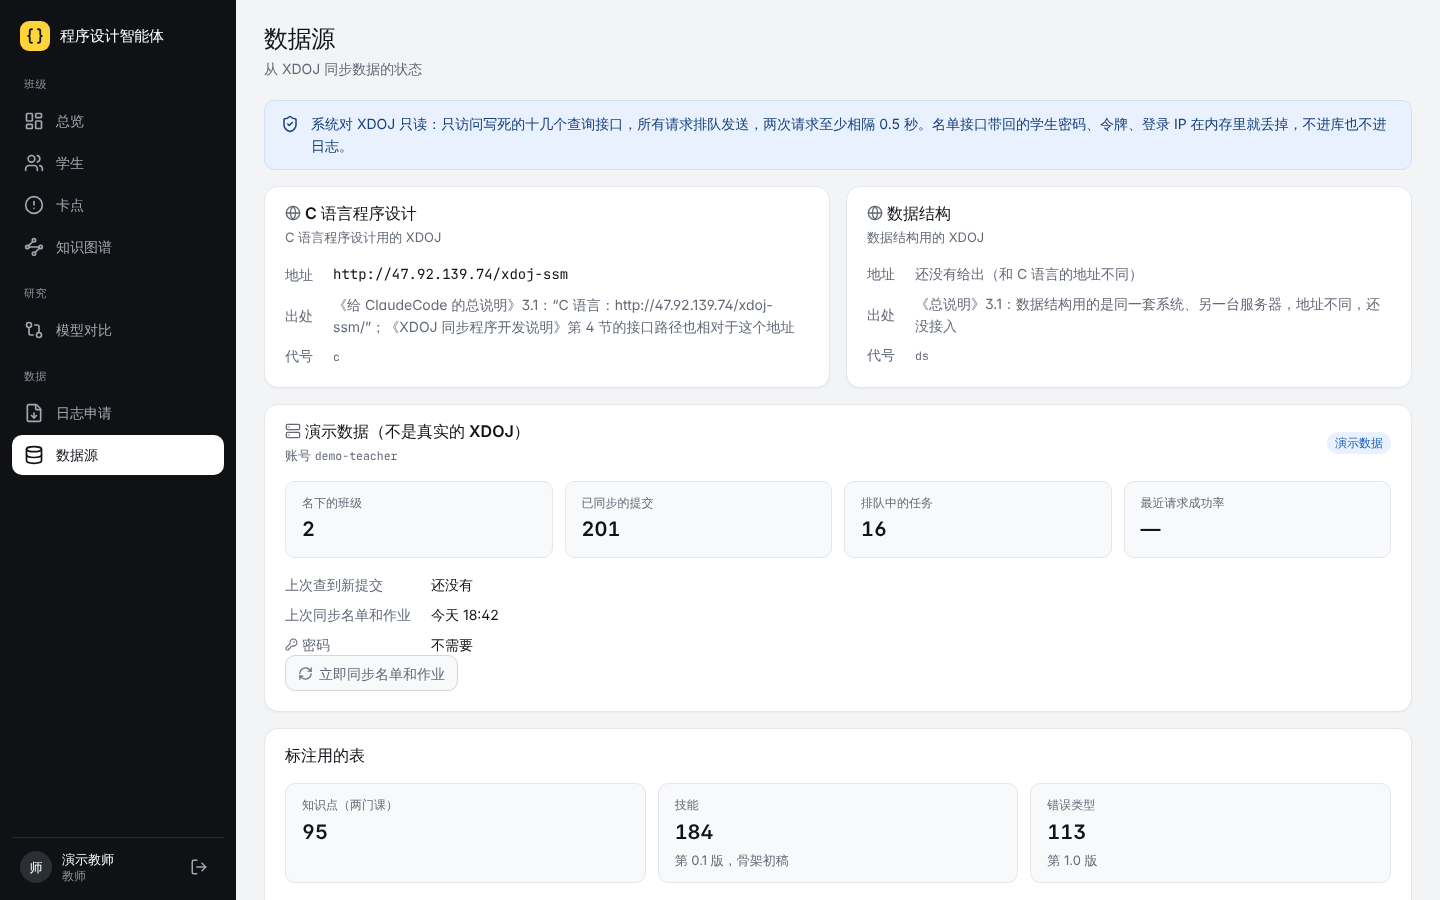 {} 程序设计智能体
班级
总览
学生
卡点
知识图谱
研究
模型对比
数据
日志申请
数据源
师
演示教师
教师
数据源
从 XDOJ 同步数据的状态
系统对 XDOJ 只读：只访问写死的十几个查询接口，所有请求排队发送，两次请求至少相隔 0.5 秒。名单接口带回的学生密码、令牌、登录 IP 在内存里就丢掉，不进库也不进
日志。
C 语言程序设计
C 语言程序设计用的 XDOJ
地址 http://47.92.139.74/xdoj-ssm
出处 《给 ClaudeCode 的总说明》3.1：“C 语言：http://47.92.139.74/xdoj-
ssm/”；《XDOJ 同步程序开发说明》第 4 节的接口路径也相对于这个地址
代号 c
数据结构
数据结构用的 XDOJ
地址 还没有给出（和 C 语言的地址不同）
出处 《总说明》3.1：数据结构用的是同一套系统、另一台服务器，地址不同，还
没接入
代号 ds
演示数据（不是真实的 XDOJ）
账号 demo-teacher
演示数据
名下的班级
2
已同步的提交
201
排队中的任务
16
最近请求成功率
—
上次查到新提交 还没有
上次同步名单和作业 今天 18:42
密码 不需要
立即同步名单和作业
标注用的表
知识点（两门课）
95
技能
184
第 0.1 版，骨架初稿
错误类型
113
第 1.0 版